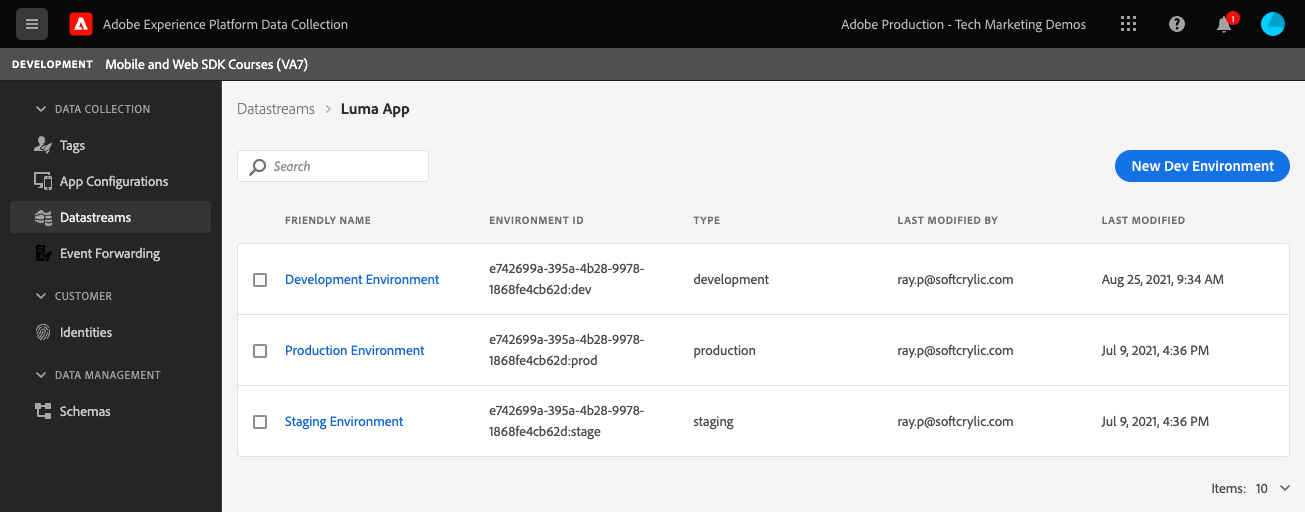 Adobe Experience Platform Data Collection
Adobe Production - Tech Marketing Demos
1
DEVELOPMENT Mobile and Web SDK Courses (VA7)
DATA COLLECTION
Tags
App Configurations
Datastreams
Event Forwarding
CUSTOMER
Identities
DATA MANAGEMENT
Schemas
Datastreams > Luma App
Search
New Dev Environment
FRIENDLY NAME ENVIRONMENT ID TYPE LAST MODIFIED BY LAST MODIFIED
Development Environment e742699a-395a-4b28-9978- development ray.p@softcrylic.com Aug 25, 2021, 9:34 AM
1868fe4cb62d:dev
Production Environment e742699a-395a-4b28-9978- production ray.p@softcrylic.com Jul 9, 2021, 4:36 PM
1868fe4cb62d:prod
Staging Environment e742699a-395a-4b28-9978- staging ray.p@softcrylic.com Jul 9, 2021, 4:36 PM
1868fe4cb62d:stage
Items: 10